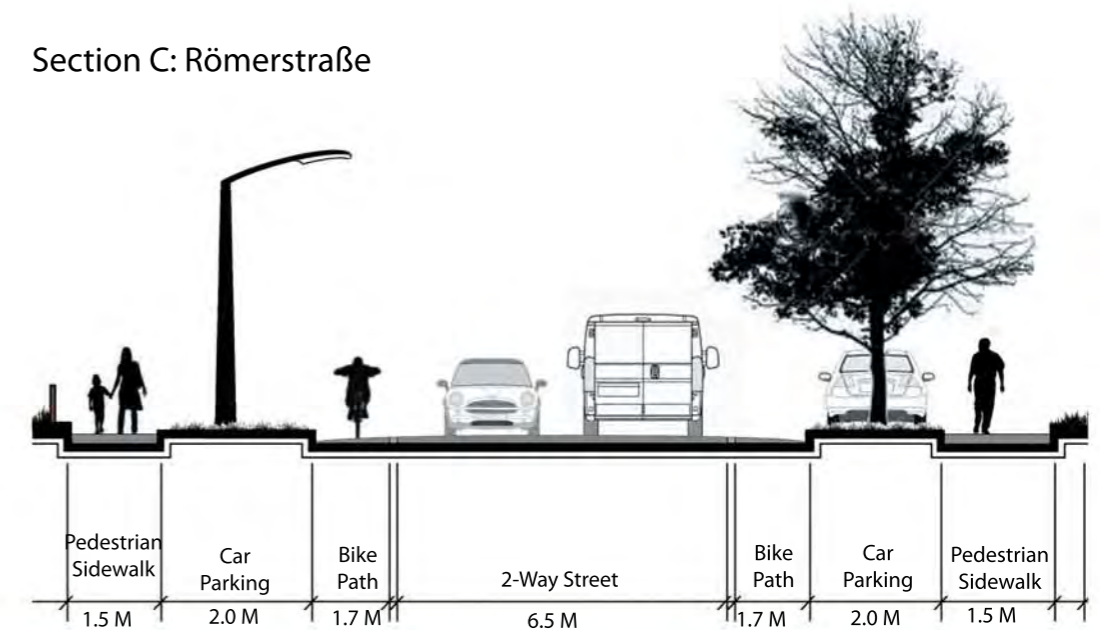 Section C: Römerstraße
Pedestrian
Sidewalk
Car
Parking
Bike
Path
2-Way Street
Bike
Path
Car
Parking
Pedestrian
Sidewalk
1.5 M
2.0 M
1.7 M
6.5 M
1.7 M
2.0 M
1.5 M